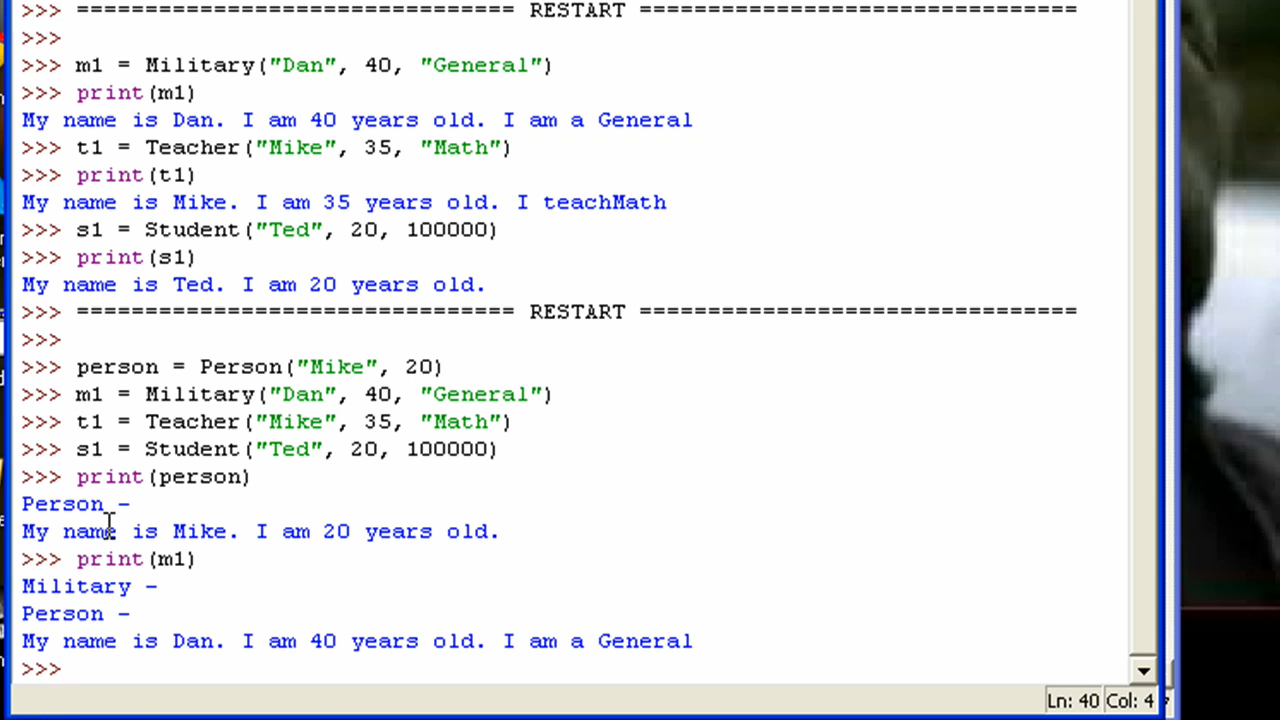 >>> ================================ RESTART ================================
>>>
>>> m1 = Military("Dan", 40, "General")
>>> print(m1)
My name is Dan. I am 40 years old. I am a General
>>> t1 = Teacher("Mike", 35, "Math")
>>> print(t1)
My name is Mike. I am 35 years old. I teachMath
>>> s1 = Student("Ted", 20, 100000)
>>> print(s1)
My name is Ted. I am 20 years old.
>>> ================================ RESTART ================================
>>>
>>> person = Person("Mike", 20)
>>> m1 = Military("Dan", 40, "General")
>>> t1 = Teacher("Mike", 35, "Math")
>>> s1 = Student("Ted", 20, 100000)
>>> print(person)
Person -
My name is Mike. I am 20 years old.
>>> print(m1)
Military -
Person -
My name is Dan. I am 40 years old. I am a General
>>>
Ln: 40 Col: 4